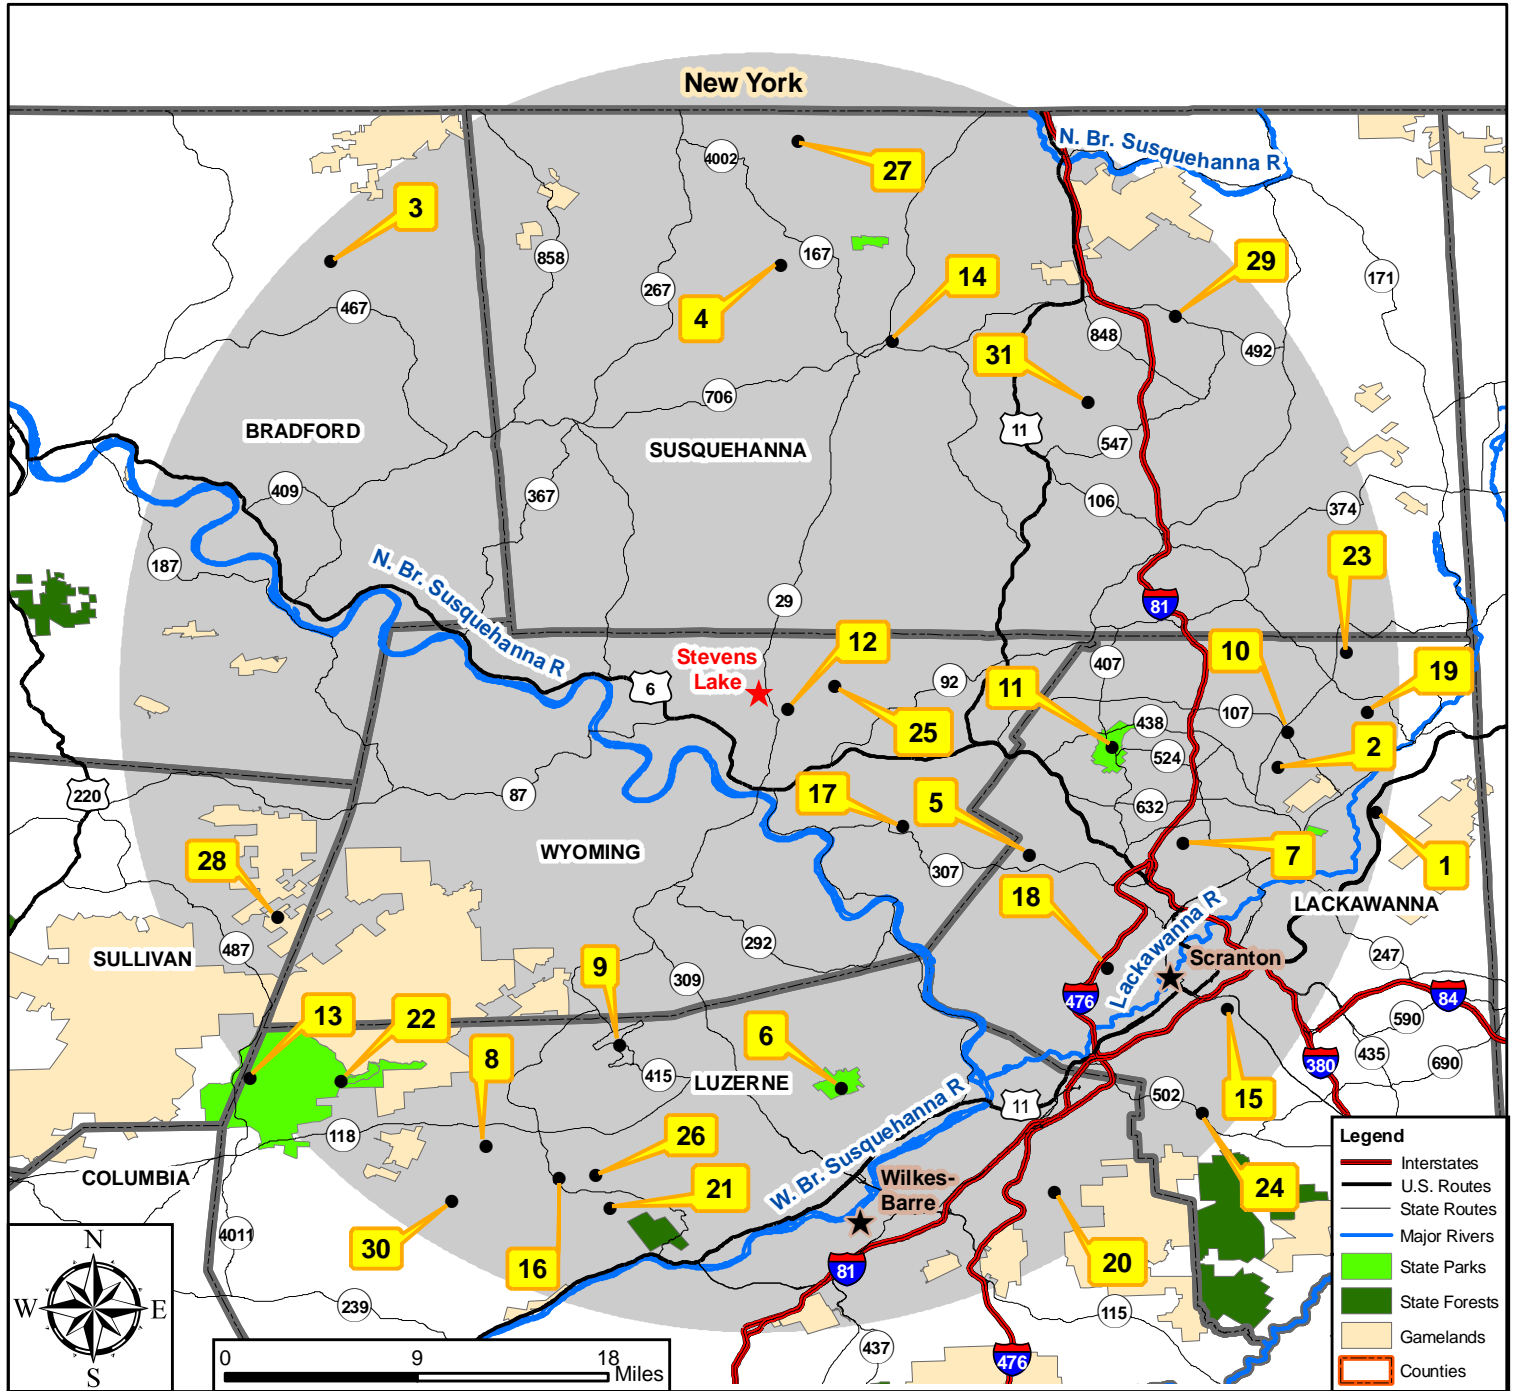 New York
N. Br. Susquehanna R
4002
27
3
858
167
267
4
14
29
171
467
848
31
492
706
11
BRADFORD
SUSQUEHANNA
547
409
367
106
374
187
N. Br. Susquehanna R
23
29
81
12
10
407
Stevens
Lake
6
92
11
19
438
107
25
524
2
220
87
17
5
632
WYOMING
28
307
7
1
18
LACKAWANNA
487
292
Lackawanna R
SULLIVAN
9
309
Scranton
247
476
84
13
22
590
8
6
435
380
690
415
LUZERNE
502
15
11
118
26
W. Br. Susquehanna R
COLUMBIA
21
Wilkes-
Barre
24
4011
30
16
20
81
239
115
437
476
N
W
E
S
0
9
18
Miles
Legend
Interstates
U.S. Routes
State Routes
Major Rivers
State Parks
State Forests
Gamelands
Counties